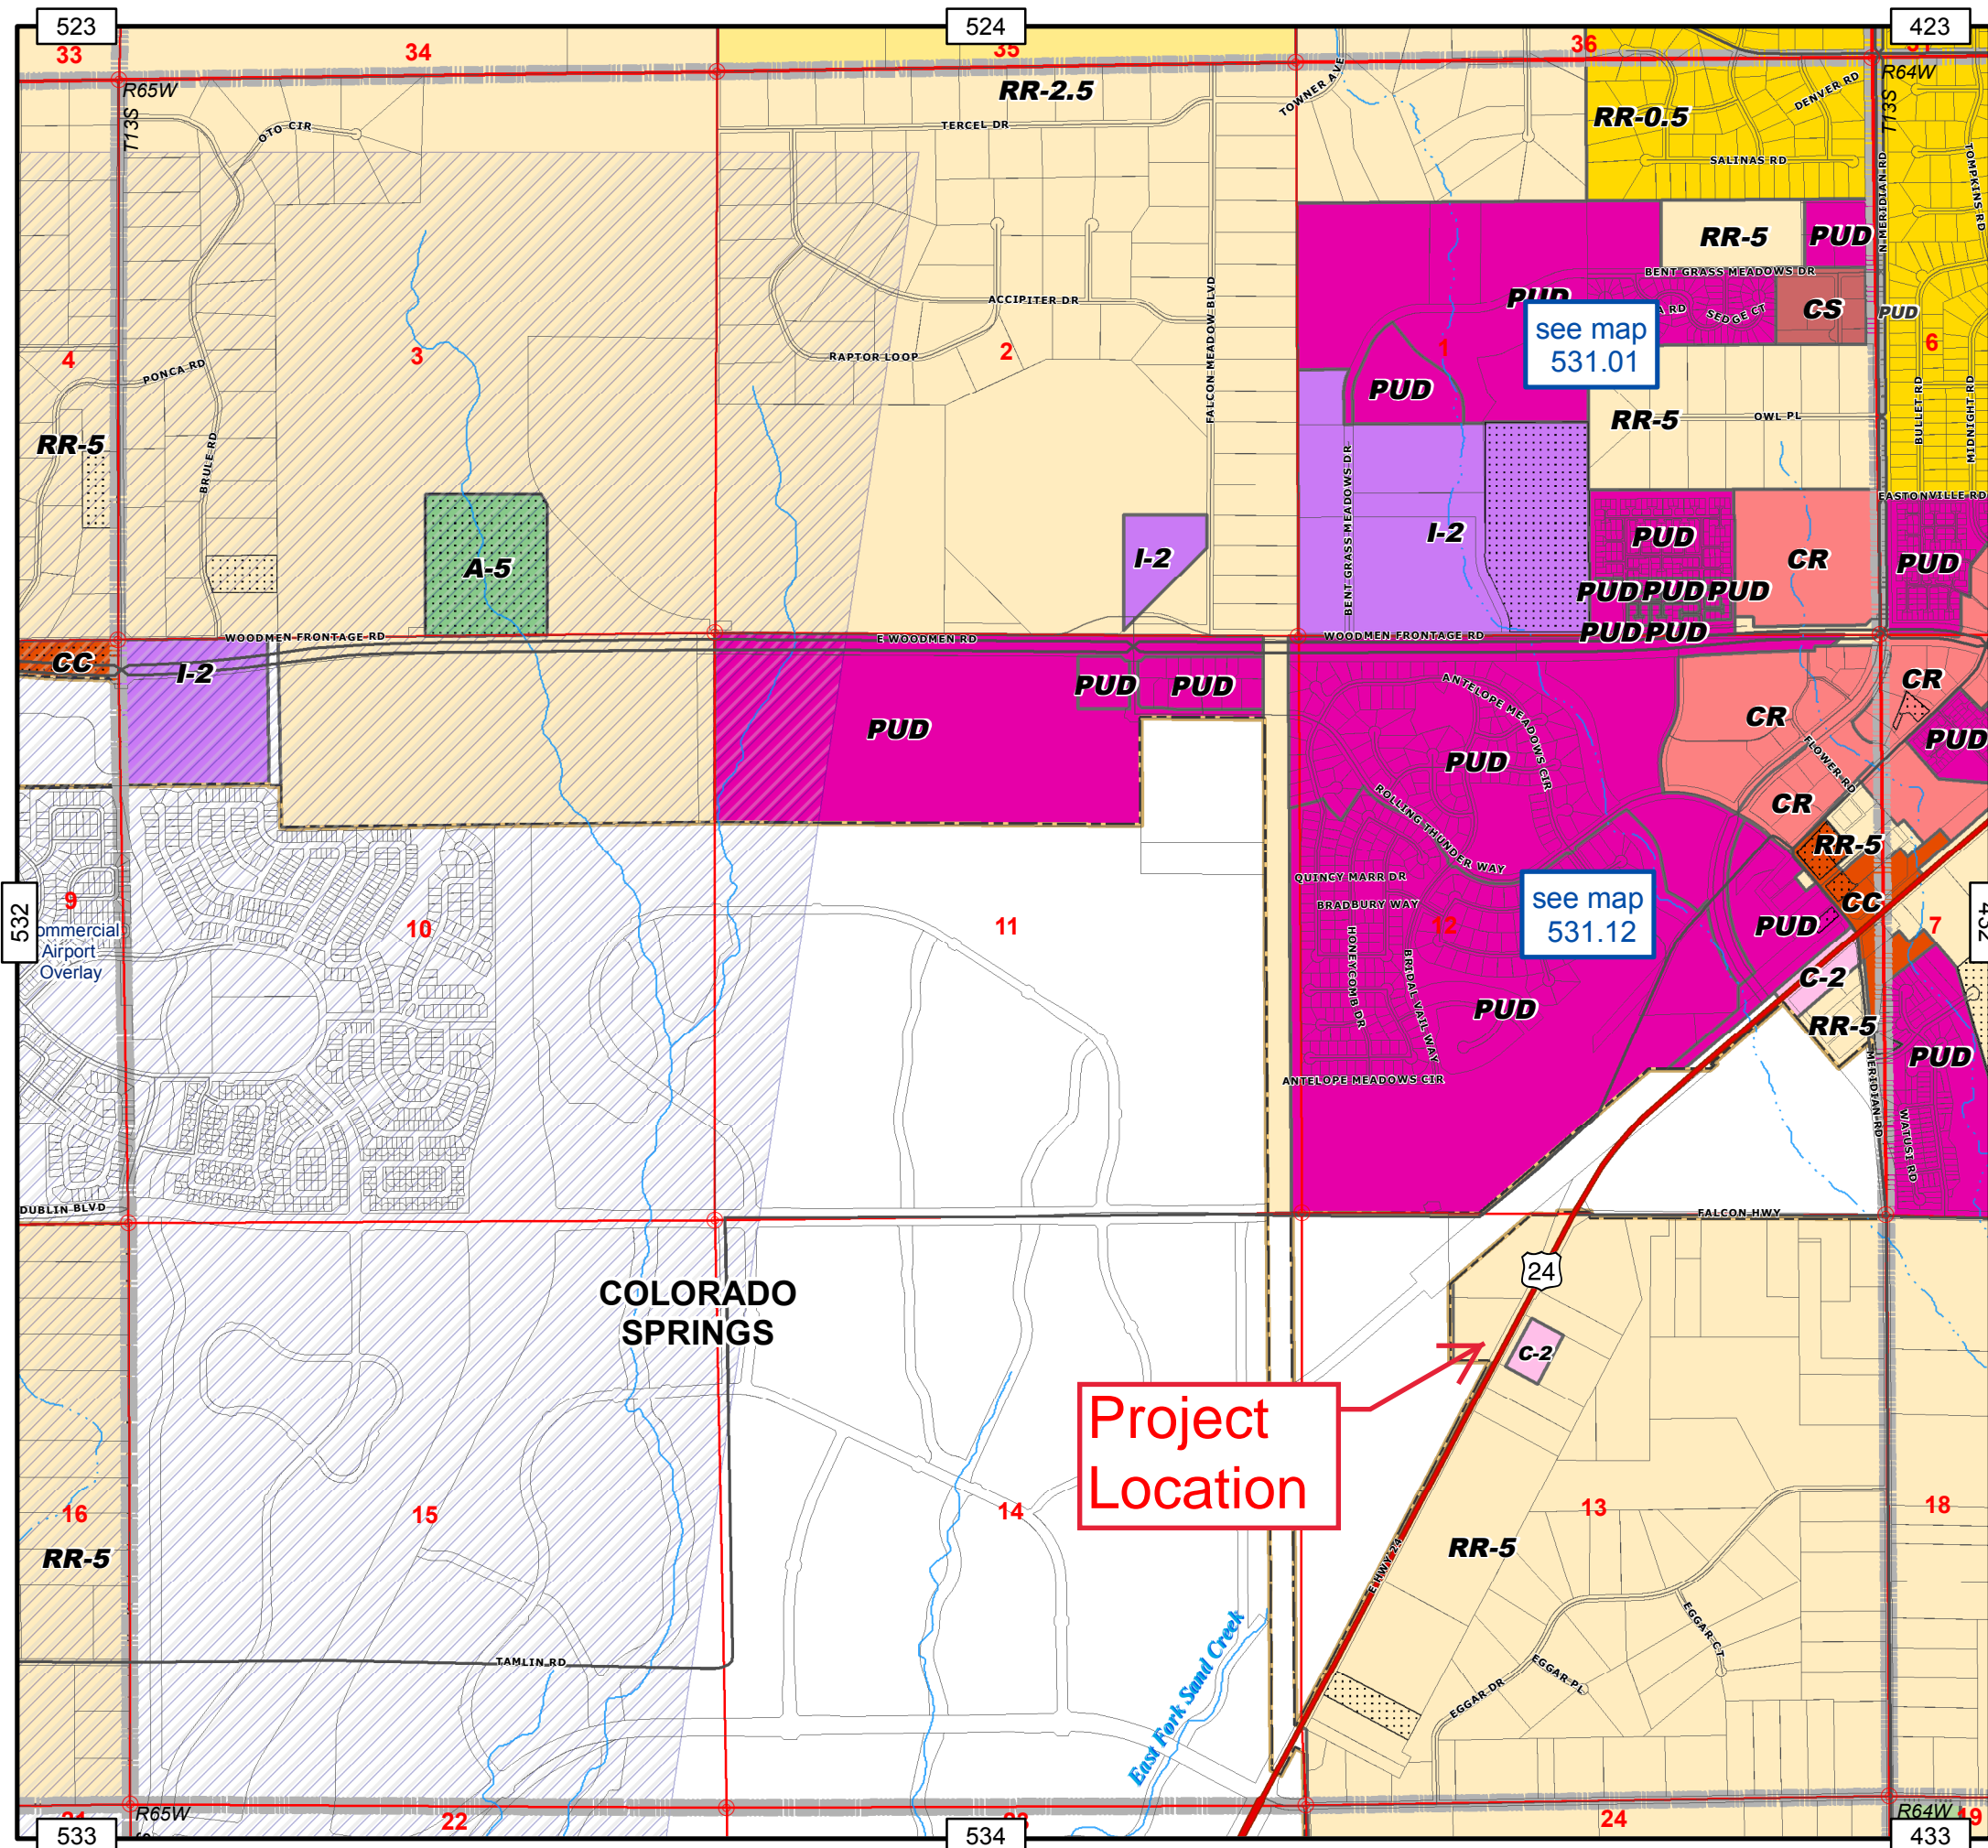 523
524
423
33
34
35
36
R65W
R64W
T13S
T13S
RR-2.5
OTO CIR
TERCEL DR
TOWNER AVE
RR-0.5
DENVER RD
SALINAS RD
N MERIDIAN RD
TOMPKINS RD
RR-5
PUD
BENT GRASS MEADOWS DR
PUD
SEDGE CT
CS
PUD
ACCIPITER DR
FALCON MEADOW BLVD
see map
531.01
1
6
4
3
2
RAPTOR LOOP
PONCA RD
PUD
RR-5
OWL PL
BULLET RD
MIDNIGHT RD
RR-5
BRULE RD
BENT GRASS MEADOWS DR
EASTONVILLE RD
I-2
I-2
PUD
CR
PUD
A-5
PUD PUD PUD
PUD PUD
WOODMEN FRONTAGE RD
E WOODMEN RD
WOODMEN FRONTAGE RD
CC
I-2
PUD
PUD
PUD
ANTELOPE MEADOWS CIR
PUD
CR
CR
PUD
FLOWER RD
CR
ROLLING THUNDER WAY
RR-5
QUINCY MARR DR
BRADBURY WAY
see map
531.12
12
CC
PUD
7
532
9
10
11
Airport
Overlay
HONEYCOMB DR
BRIDAL VAIL WAY
PUD
C-2
RR-5
PUD
ANTELOPE MEADOWS CIR
MERIDIAN RD
WATUSI RD
DUBLIN BLVD
FALCON HWY
COLORADO
SPRINGS
24
C-2
Project
Location
16
15
14
13
18
RR-5
RR-5
E HWY 24
EGGAR CT
EGGAR PL
EGGAR DR
TAMLIN RD
East Fork Sand Creek
R65W
22
24
R64W
19
533
534
433